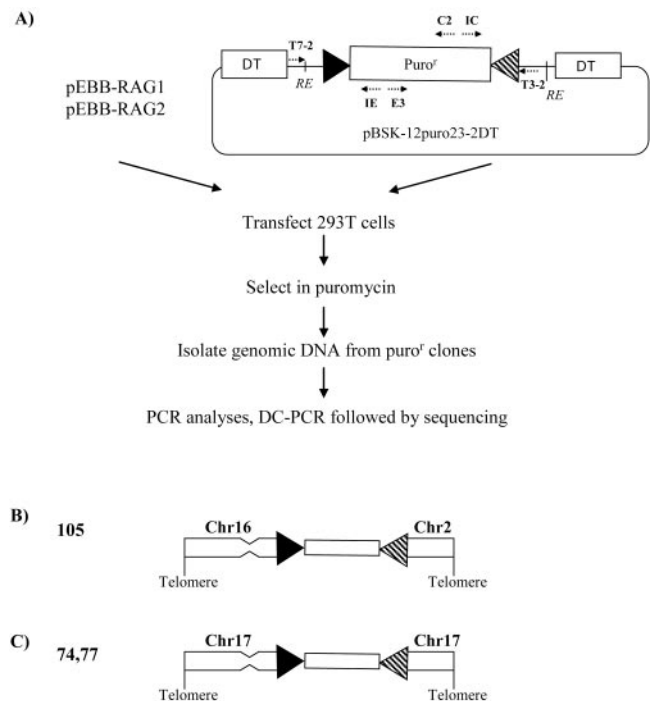 A)
C2 IC
DT T7-2 RE Puroʳ T3-2 RE DT
pEBB-RAG1
pEBB-RAG2
IE E3
pBSK-12puro23-2DT
Transfect 293T cells
Select in puromycin
Isolate genomic DNA from puroʳ clones
PCR analyses, DC-PCR followed by sequencing
B) 105
Chr16 Chr2
Telomere Telomere
C) 74,77
Chr17 Chr17
Telomere Telomere